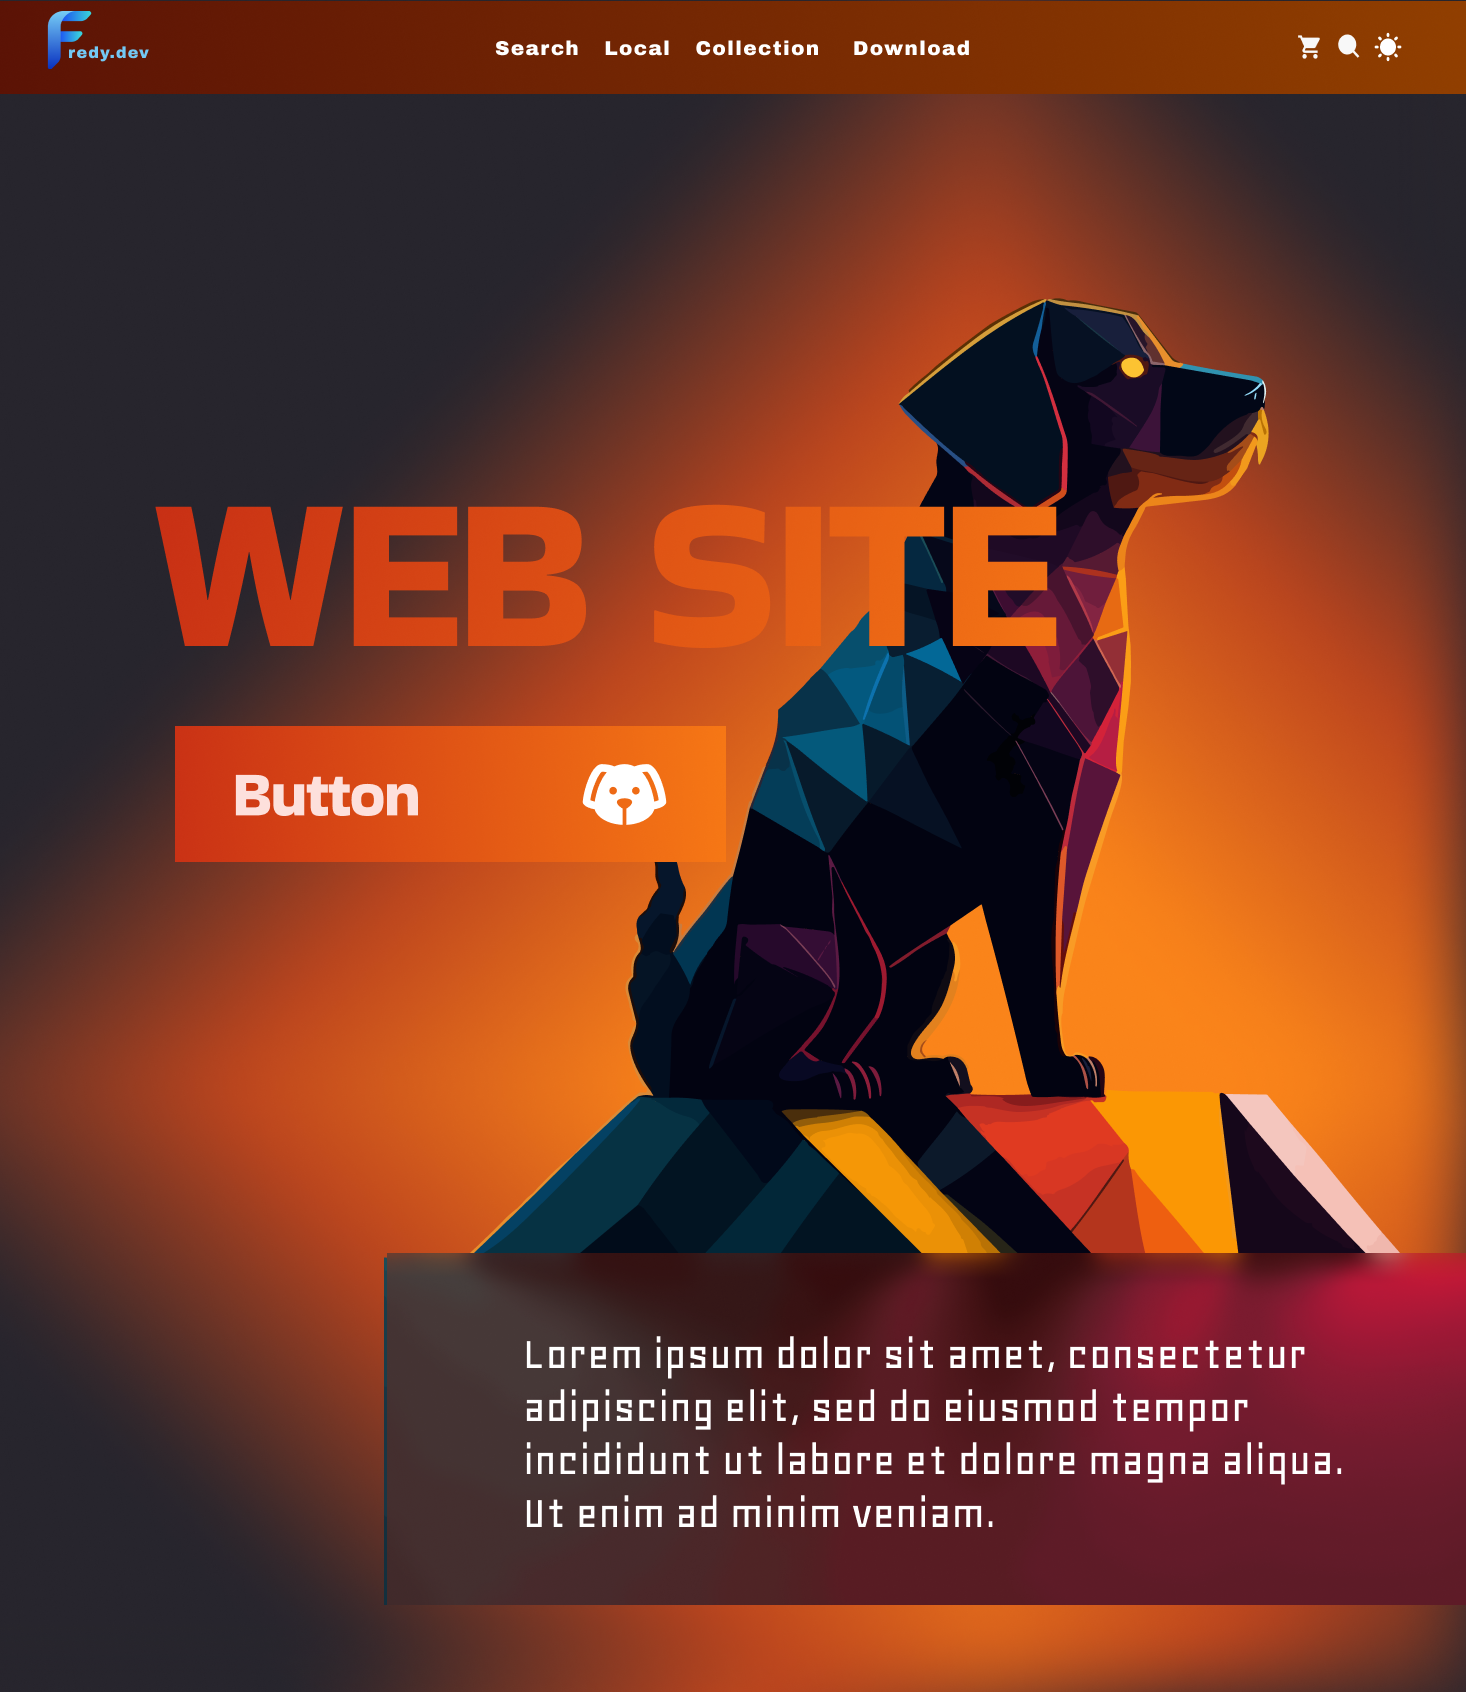 Fredy.dev
Search Local Collection Download
WEB SITE
Button
Lorem ipsum dolor sit amet, consectetur
adipiscing elit, sed do eiusmod tempor
incididunt ut labore et dolore magna aliqua.
Ut enim ad minim veniam.